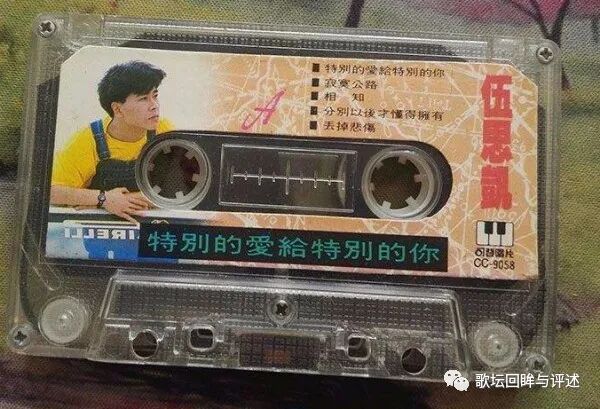 特別的愛給特別的你
寂寞公路
相 知
分別以後才懂得擁有
丟掉悲傷
A
伍思凱
PIRELLI
特別的愛給特別的你
可登唱片
CC-9058
歌坛回眸与评述